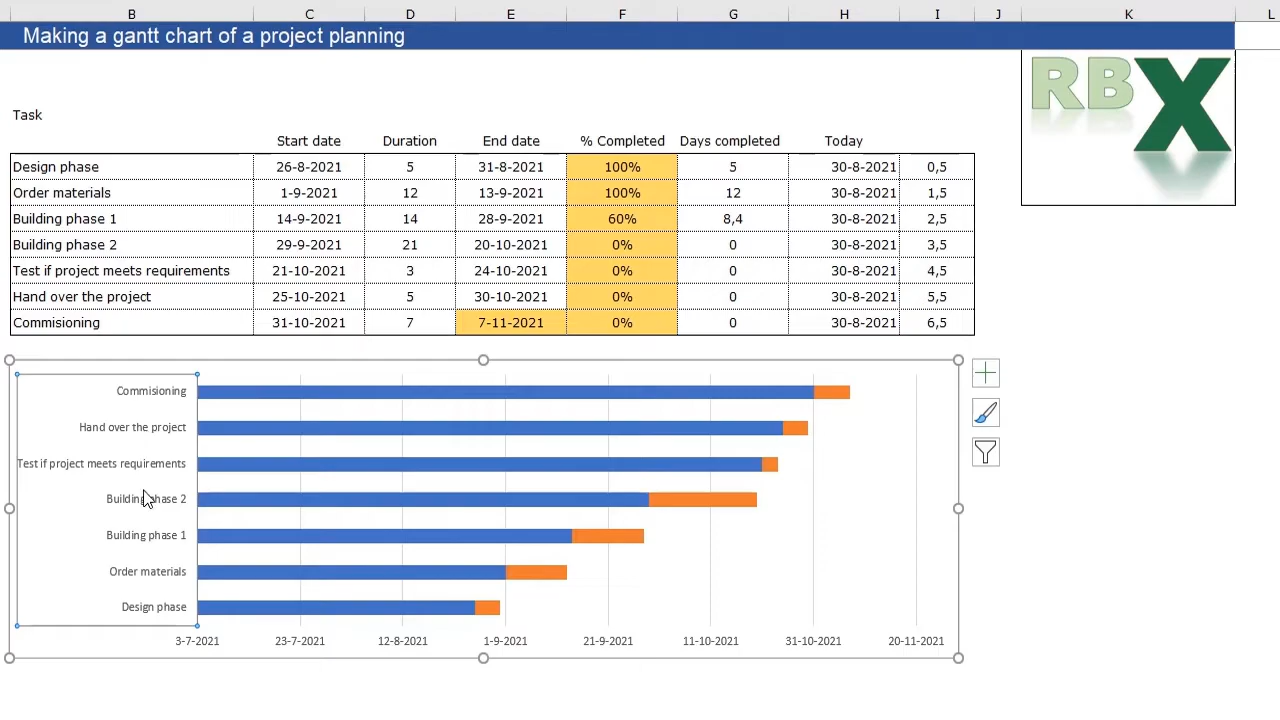 B C D E F G H I J K L
Making a gantt chart of a project planning
RBX
Task
Start date Duration End date % Completed Days completed Today
Design phase 26-8-2021 5 31-8-2021 100% 5 30-8-2021 0,5
Order materials 1-9-2021 12 13-9-2021 100% 12 30-8-2021 1,5
Building phase 1 14-9-2021 14 28-9-2021 60% 8,4 30-8-2021 2,5
Building phase 2 29-9-2021 21 20-10-2021 0% 0 30-8-2021 3,5
Test if project meets requirements 21-10-2021 3 24-10-2021 0% 0 30-8-2021 4,5
Hand over the project 25-10-2021 5 30-10-2021 0% 0 30-8-2021 5,5
Commisioning 31-10-2021 7 7-11-2021 0% 0 30-8-2021 6,5
Commisioning
Hand over the project
Test if project meets requirements
Building phase 2
Building phase 1
Order materials
Design phase
3-7-2021 23-7-2021 12-8-2021 1-9-2021 21-9-2021 11-10-2021 31-10-2021 20-11-2021